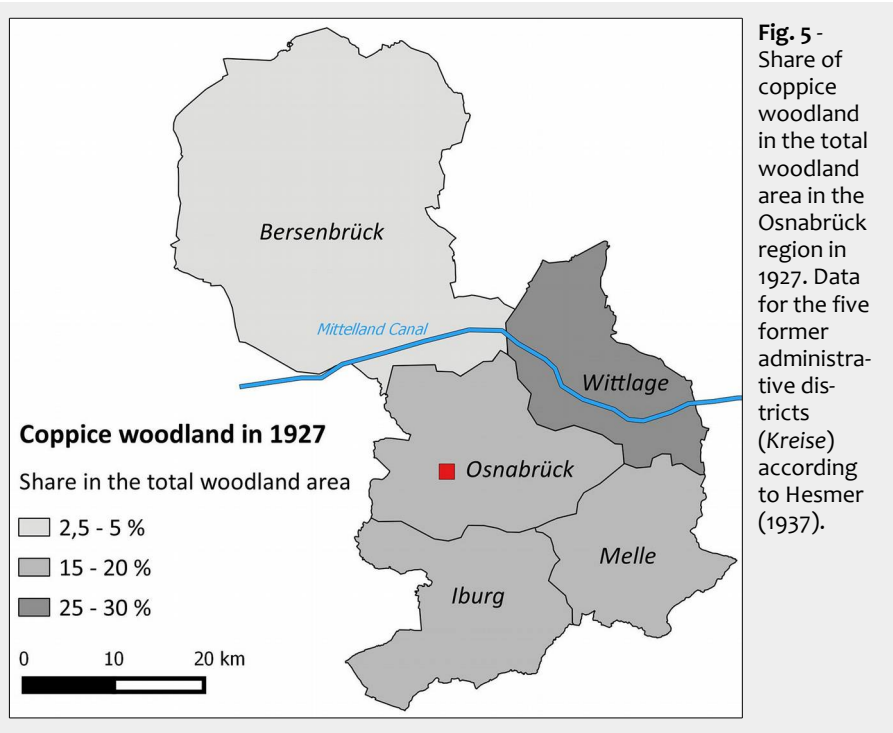 Bersenbrück
Mittelland Canal
Wittlage
Osnabrück
Melle
Iburg
Coppice woodland in 1927
Share in the total woodland area
2,5 - 5 %
15 - 20 %
25 - 30 %
0 10 20 km
Fig. 5 -
Share of
coppice
woodland
in the total
woodland
area in the
Osnabrück
region in
1927. Data
for the five
former
administra-
tive dis-
tricts
(Kreise)
according
to Hesmer
(1937).